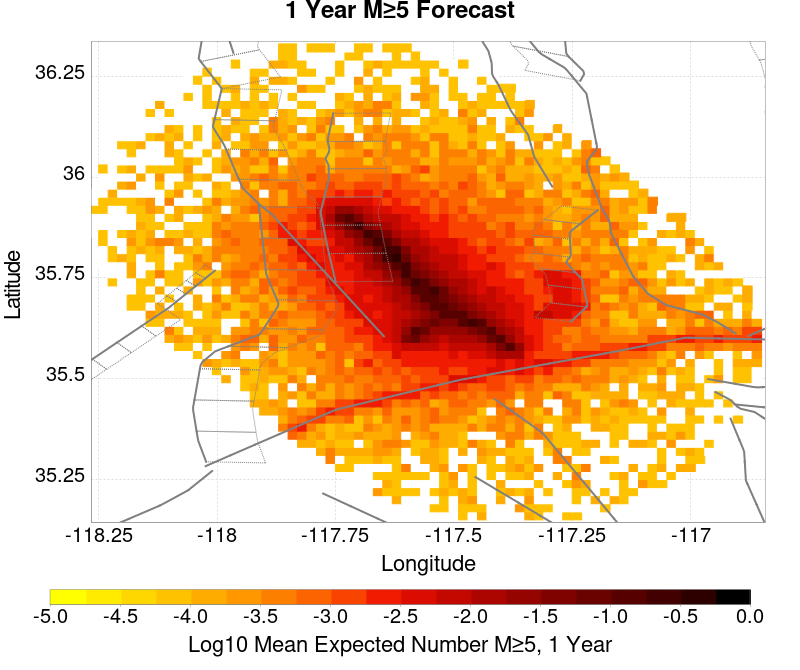 1 Year M≥5 Forecast
36.25
36
35.75
35.5
35.25
Latitude
-118.25 -118 -117.75 -117.5 -117.25 -117
Longitude
-5.0 -4.5 -4.0 -3.5 -3.0 -2.5 -2.0 -1.5 -1.0 -0.5 0.0
Log10 Mean Expected Number M≥5, 1 Year